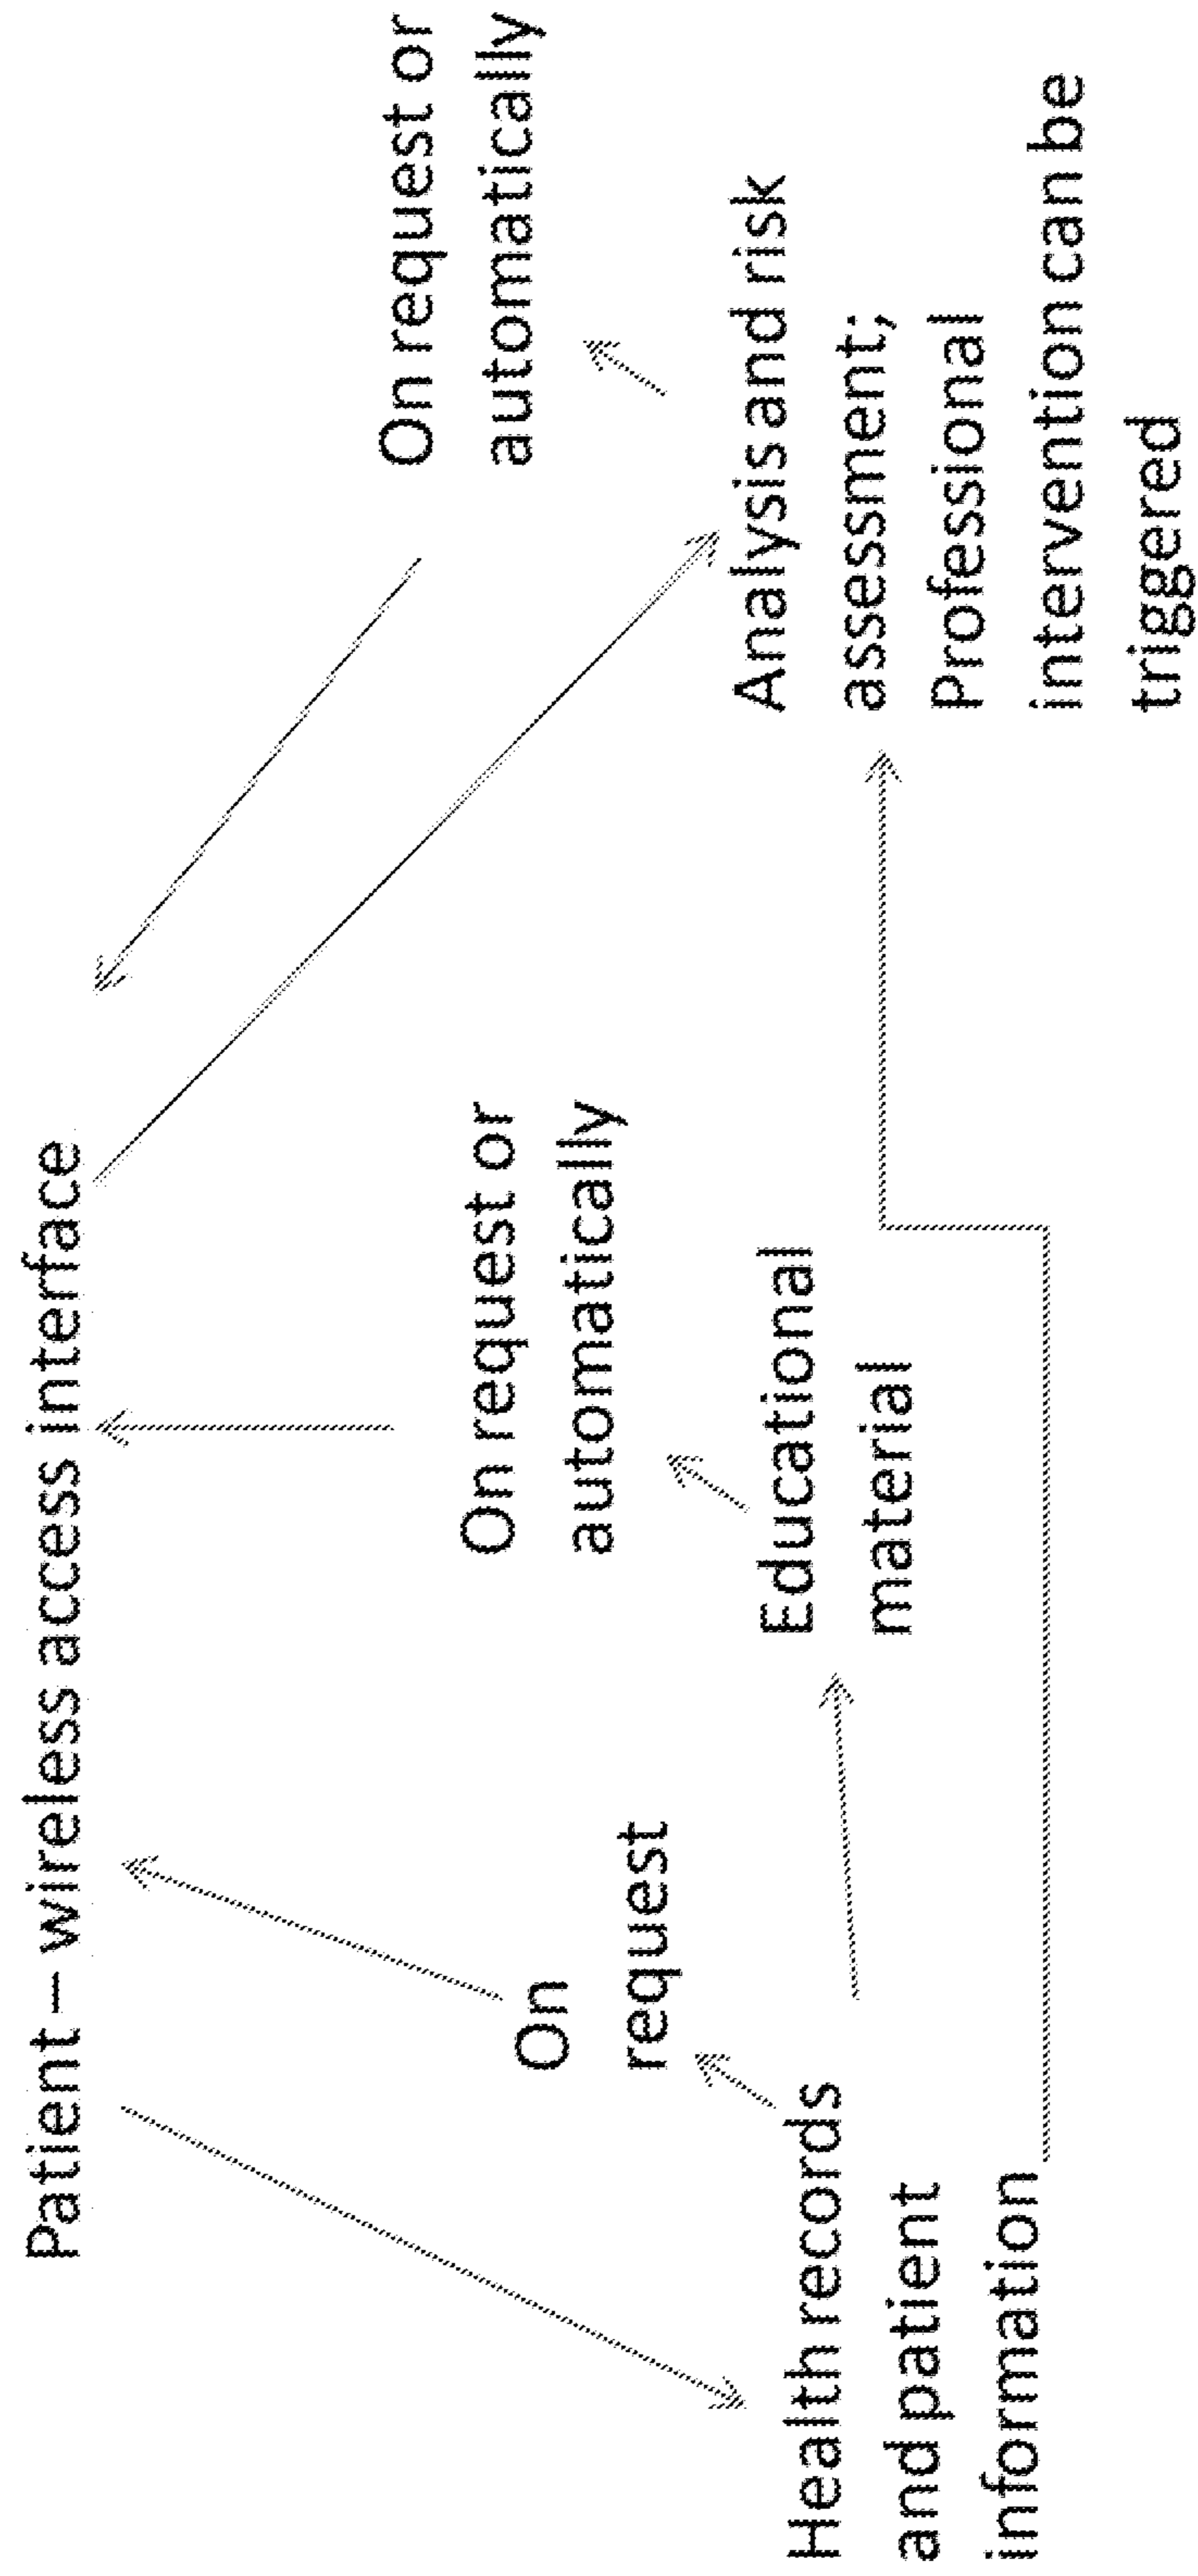 Patient – wireless access interface
On request or
automatically
On request or
automatically
On
request
Health records
and patient
information
Educational
material
Analysis and risk
assessment;
Professional
intervention can be
triggered